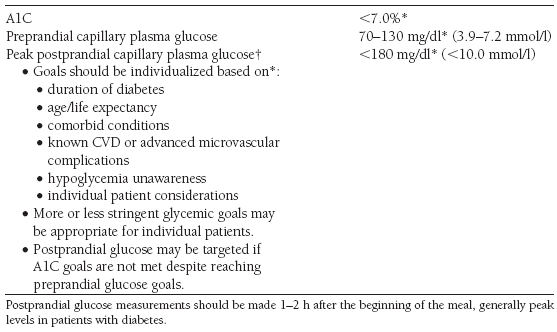 A1C <7.0%*
Preprandial capillary plasma glucose 70–130 mg/dl* (3.9–7.2 mmol/l)
Peak postprandial capillary plasma glucose† <180 mg/dl* (<10.0 mmol/l)
• Goals should be individualized based on*:
• duration of diabetes
• age/life expectancy
• comorbid conditions
• known CVD or advanced microvascular
complications
• hypoglycemia unawareness
• individual patient considerations
• More or less stringent glycemic goals may
be appropriate for individual patients.
• Postprandial glucose may be targeted if
A1C goals are not met despite reaching
preprandial glucose goals.
Postprandial glucose measurements should be made 1–2 h after the beginning of the meal, generally peak
levels in patients with diabetes.